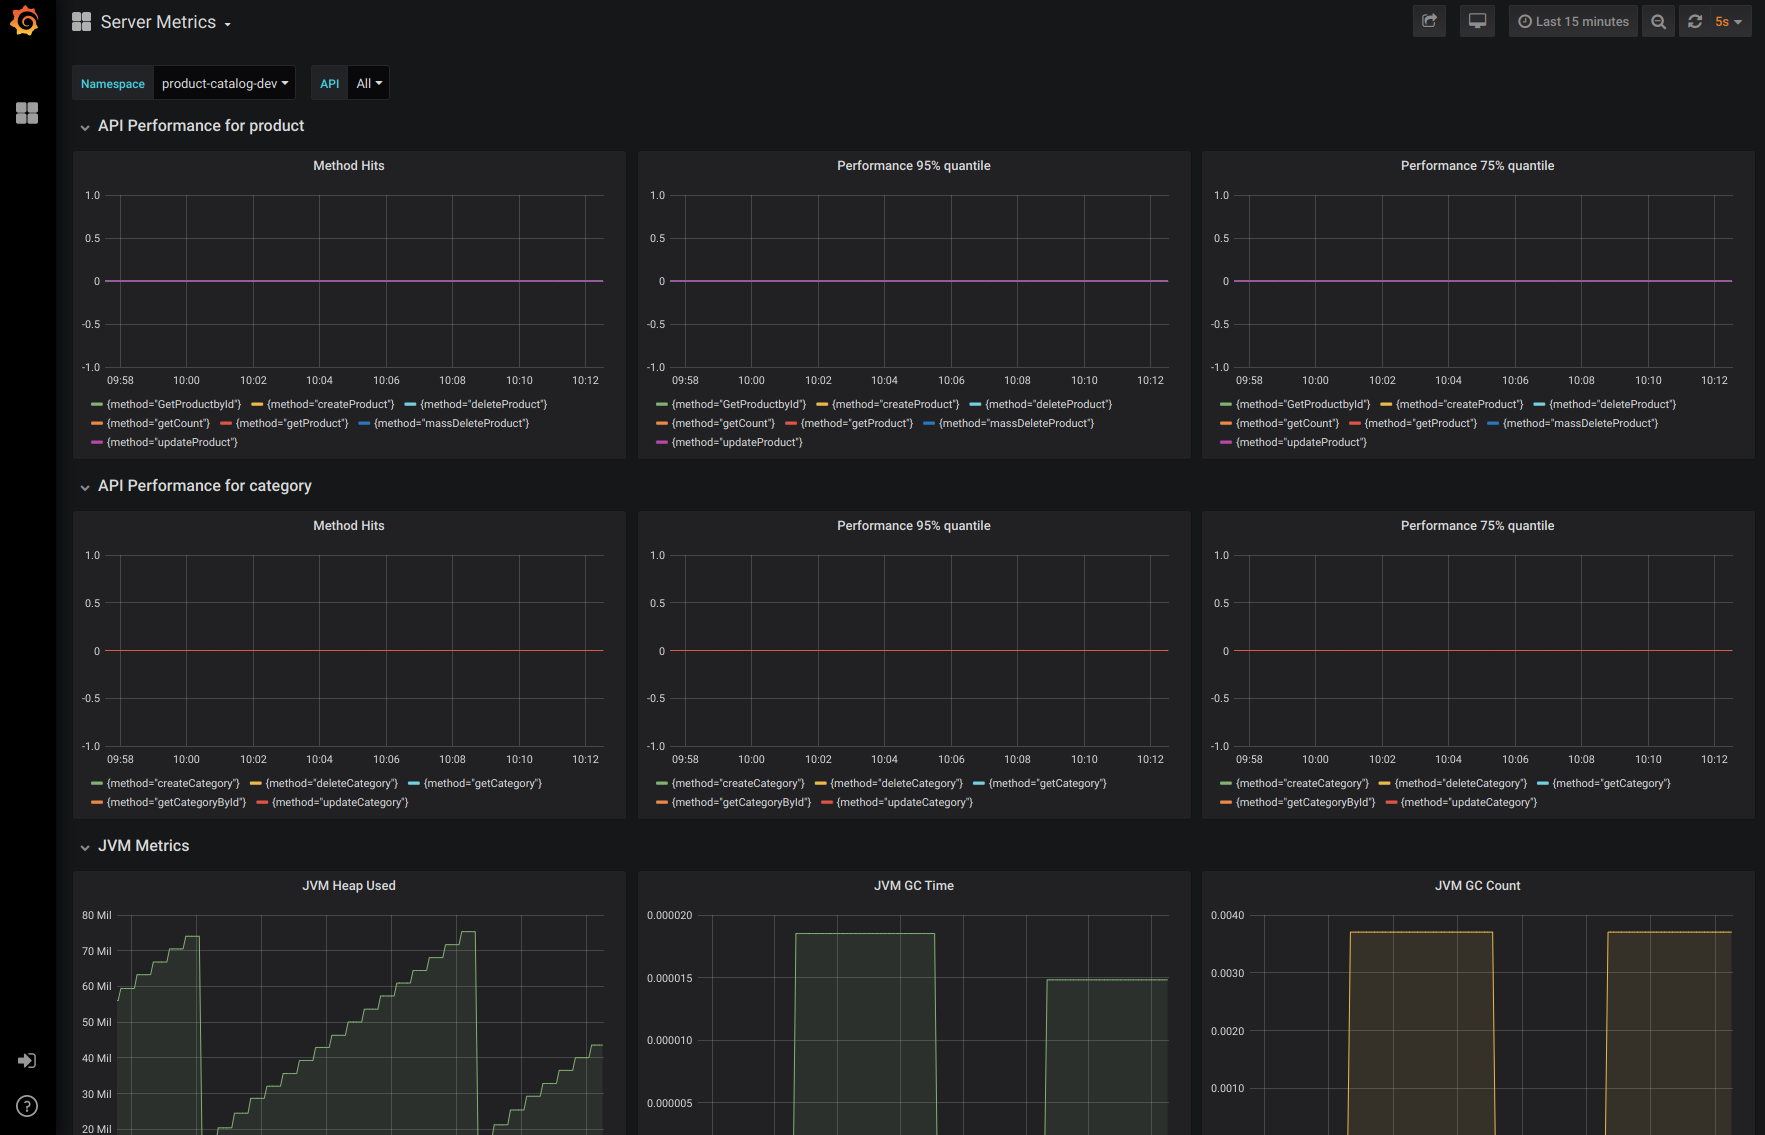 Server Metrics
Last 15 minutes
5s
Namespace product-catalog-dev API All
API Performance for product
Method Hits
1.0
0.5
0
-0.5
-1.0
09:58 10:00 10:02 10:04 10:06 10:08 10:10 10:12
{method="GetProductbyId"} {method="createProduct"} {method="deleteProduct"}
{method="getCount"} {method="getProduct"} {method="massDeleteProduct"}
{method="updateProduct"}
Performance 95% quantile
1.0
0.5
0
-0.5
-1.0
09:58 10:00 10:02 10:04 10:06 10:08 10:10 10:12
{method="GetProductbyId"} {method="createProduct"} {method="deleteProduct"}
{method="getCount"} {method="getProduct"} {method="massDeleteProduct"}
{method="updateProduct"}
Performance 75% quantile
1.0
0.5
0
-0.5
-1.0
09:58 10:00 10:02 10:04 10:06 10:08 10:10 10:12
{method="GetProductbyId"} {method="createProduct"} {method="deleteProduct"}
{method="getCount"} {method="getProduct"} {method="massDeleteProduct"}
{method="updateProduct"}
API Performance for category
Method Hits
1.0
0.5
0
-0.5
-1.0
09:58 10:00 10:02 10:04 10:06 10:08 10:10 10:12
{method="createCategory"} {method="deleteCategory"} {method="getCategory"}
{method="getCategoryById"} {method="updateCategory"}
Performance 95% quantile
1.0
0.5
0
-0.5
-1.0
09:58 10:00 10:02 10:04 10:06 10:08 10:10 10:12
{method="createCategory"} {method="deleteCategory"} {method="getCategory"}
{method="getCategoryById"} {method="updateCategory"}
Performance 75% quantile
1.0
0.5
0
-0.5
-1.0
09:58 10:00 10:02 10:04 10:06 10:08 10:10 10:12
{method="createCategory"} {method="deleteCategory"} {method="getCategory"}
{method="getCategoryById"} {method="updateCategory"}
JVM Metrics
JVM Heap Used
80 Mil
70 Mil
60 Mil
50 Mil
40 Mil
30 Mil
20 Mil
JVM GC Time
0.000020
0.000015
0.000010
0.000005
JVM GC Count
0.0040
0.0030
0.0020
0.0010